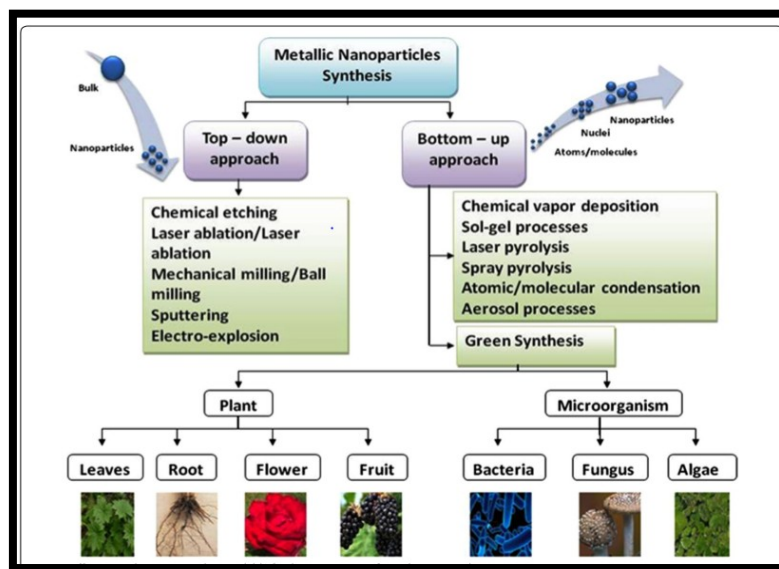 Metallic Nanoparticles
Synthesis
Bulk
Nanoparticles
Top – down
approach
Bottom – up
approach
Nanoparticles
Nuclei
Atoms/molecules
Chemical etching
Laser ablation/Laser
ablation
Mechanical milling/Ball
milling
Sputtering
Electro-explosion
Chemical vapor deposition
Sol-gel processes
Laser pyrolysis
Spray pyrolysis
Atomic/molecular condensation
Aerosol processes
Green Synthesis
Plant
Microorganism
Leaves
Root
Flower
Fruit
Bacteria
Fungus
Algae